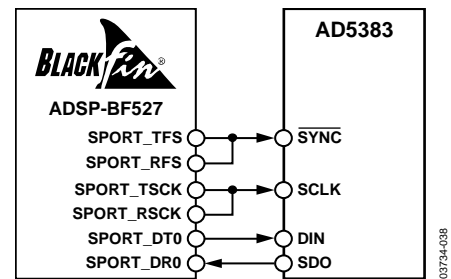 AD5383
BLACKfin®
ADSP-BF527
SPORT_TFS
SYNC
SPORT_RFS
SPORT_TSCK
SCLK
SPORT_RSCK
SPORT_DT0
DIN
SPORT_DR0
SDO
03734-038